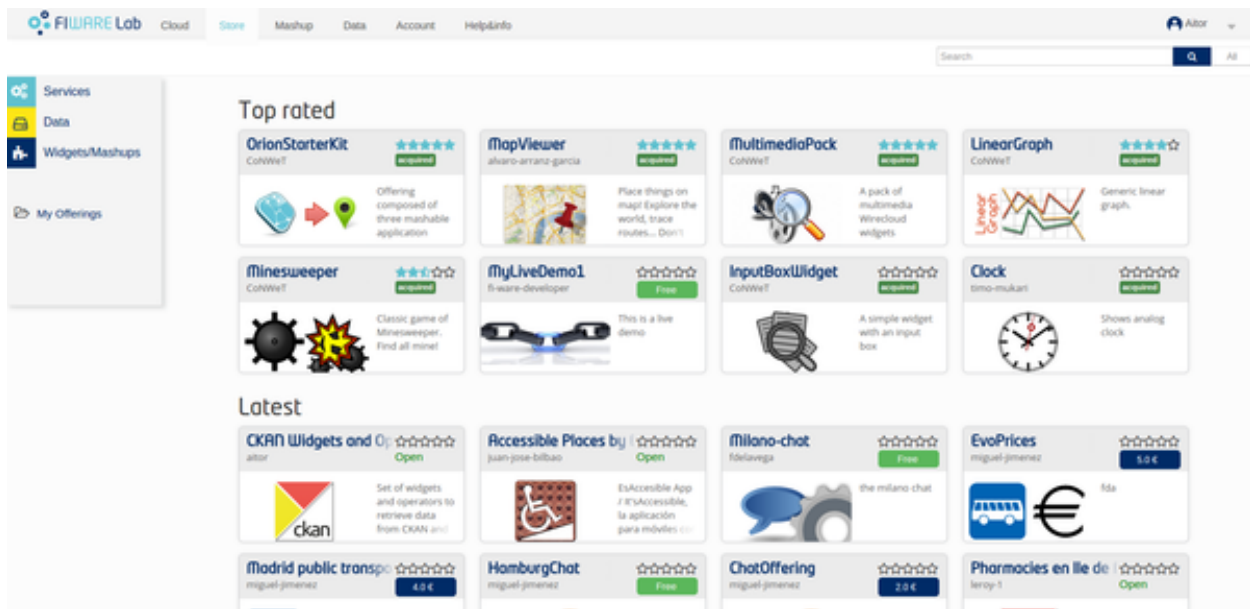 FIWARE Lab Cloud Store Mashup Data Account Help&info Aitor
Search All
Services
Data
Widgets/Mashups
My Offerings
Top rated
OrionStarterKit
CoNWeT
acquired
Offering
composed of
three mashable
application
MapViewer
alvaro-arranz-garcia
acquired
Place things on
map! Explore the
world, trace
routes... Don't
MultimediaPack
CoNWeT
acquired
A pack of
multimedia
Wirecloud
widgets
LinearGraph
CoNWeT
acquired
Linear
Graph
Generic linear
graph.
Minesweeper
CoNWeT
acquired
Classic game of
Minesweeper.
Find all mine!
MyLiveDemo1
fi-ware-developer
Free
This is a live
demo
InputBoxWidget
CoNWeT
acquired
A simple widget
with an input
box
Clock
timo-mukari
acquired
Shows analog
clock
Latest
CKAN Widgets and Op
aitor
Open
ckan
Set of widgets
and operators to
retrieve data
from CKAN and
Accessible Places by
juan-jose-bilbao
Open
EsAccesible App
/ It'sAccessible,
la aplicación
para móviles
Milano-chat
fdelavega
Free
the milano chat
EvoPrices
miguel-jimenez
5.0 €
€
fda
Madrid public transpo
miguel-jimenez
4.0 €
HamburgChat
miguel-jimenez
Free
ChatOffering
miguel-jimenez
2.0 €
Pharmacies en Ile de
leroy-1
Open